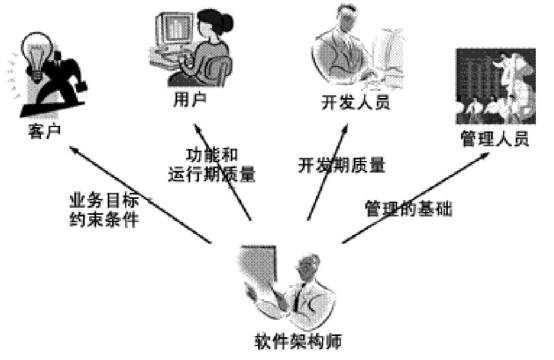 客户
用户
开发人员
管理人员
业务目标
约束条件
功能和
运行期质量
开发期质量
管理的基础
软件架构师